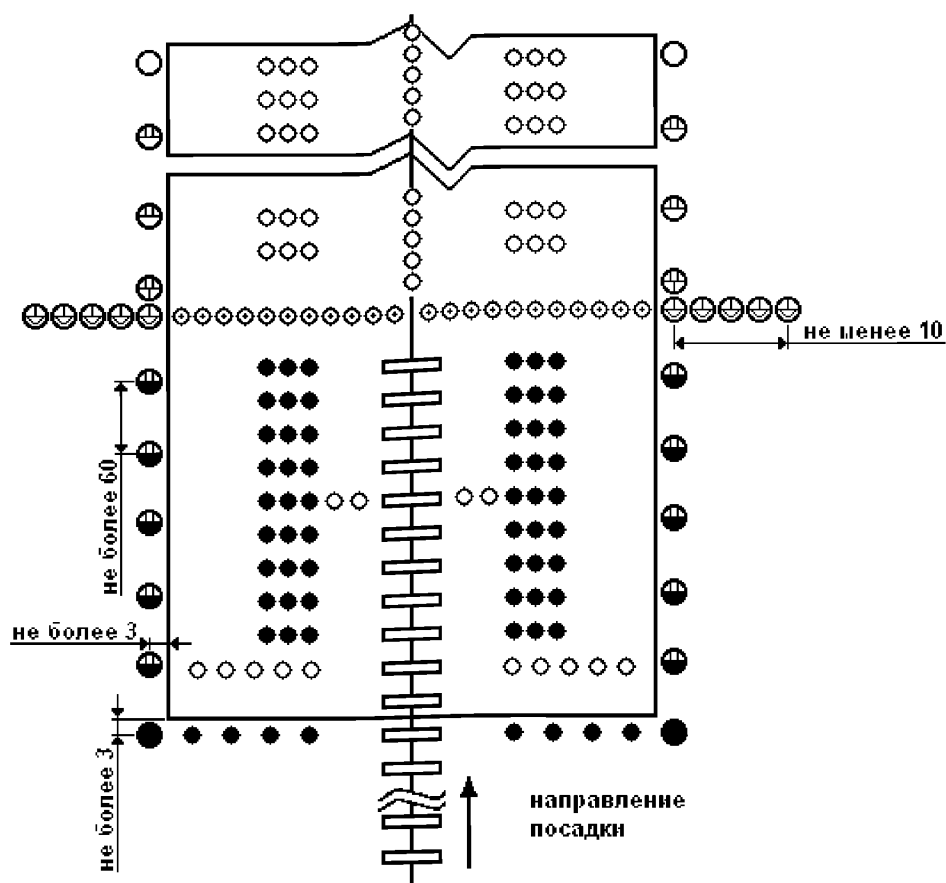 не менее 10
не более 60
не более 3
не более 3
направление
посадки